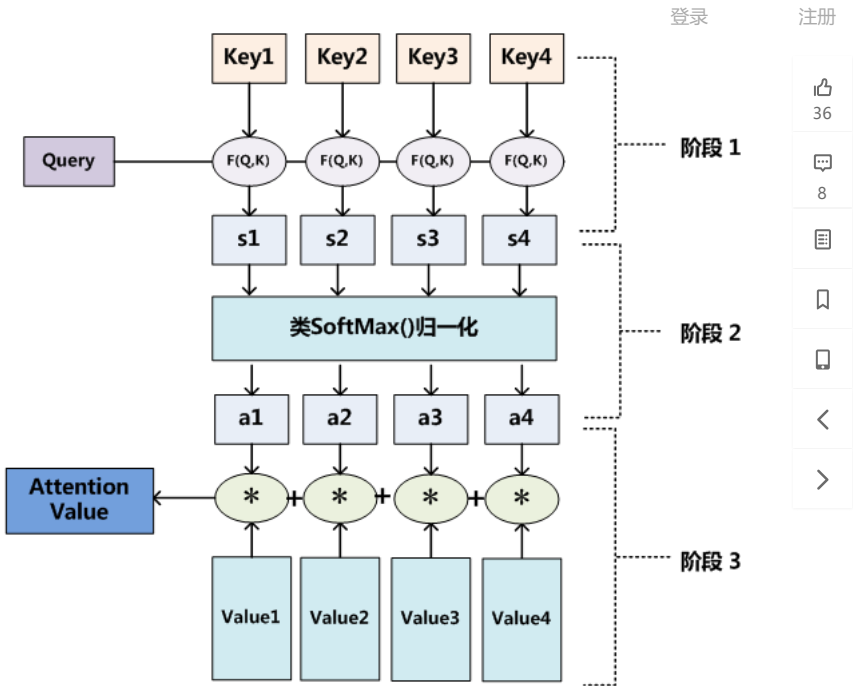 登录 注册
Key1 Key2 Key3 Key4
36
Query F(Q,K) F(Q,K) F(Q,K) F(Q,K) 阶段 1
8
s1 s2 s3 s4
类SoftMax()归一化 阶段 2
a1 a2 a3 a4
Attention
Value
* + * + * + *
阶段 3
Value1 Value2 Value3 Value4